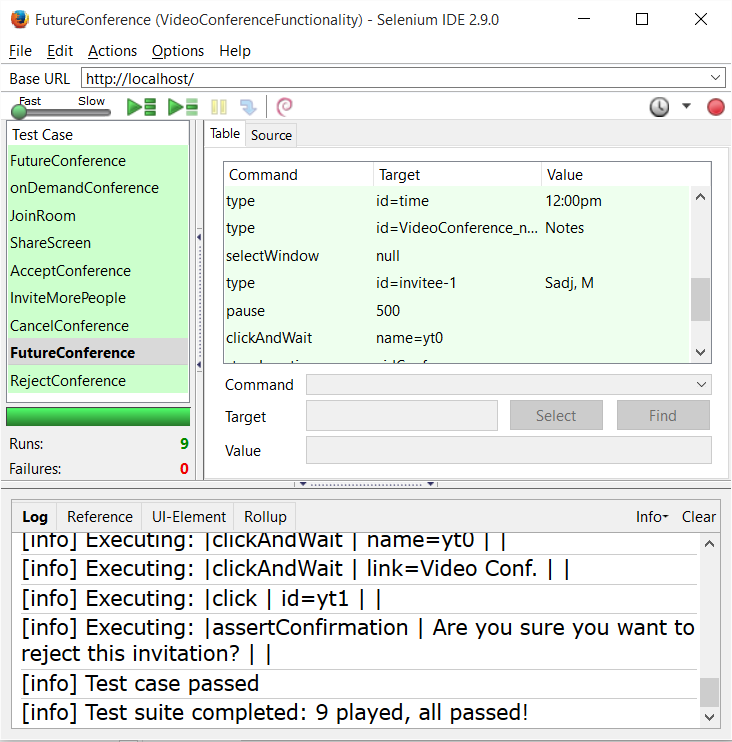 FutureConference (VideoConferenceFunctionality) - Selenium IDE 2.9.0
File Edit Actions Options Help
Base URL http://localhost/
Fast Slow
Test Case
FutureConference
onDemandConference
JoinRoom
ShareScreen
AcceptConference
InviteMorePeople
CancelConference
FutureConference
RejectConference
Runs: 9
Failures: 0
Table Source
Command Target Value
type id=time 12:00pm
type id=VideoConference_n... Notes
selectWindow null
type id=invitee-1 Sadj, M
pause 500
clickAndWait name=yt0
Command
Target Select Find
Value
Log Reference UI-Element Rollup Info Clear
[info] Executing: |clickAndWait | name=yt0 | |
[info] Executing: |clickAndWait | link=Video Conf. | |
[info] Executing: |click | id=yt1 | |
[info] Executing: |assertConfirmation | Are you sure you want to
reject this invitation? | |
[info] Test case passed
[info] Test suite completed: 9 played, all passed!